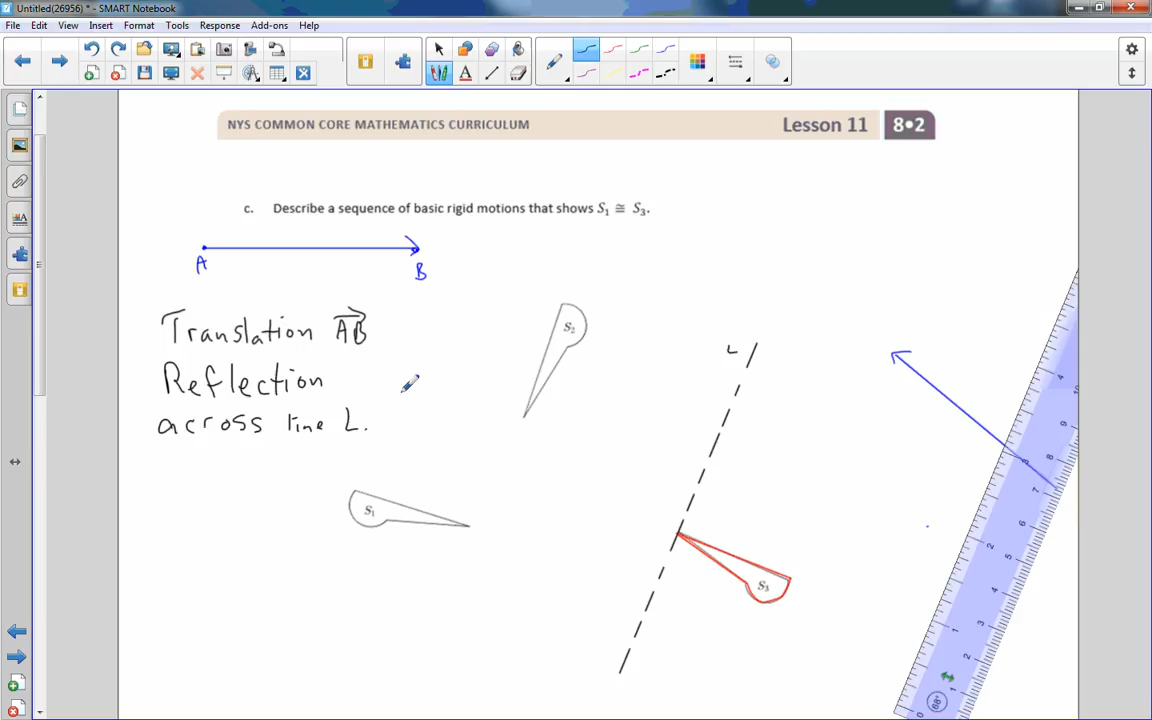 Untitled(26956) * - SMART Notebook
File Edit View Insert Format Tools Response Add-ons Help
NYS COMMON CORE MATHEMATICS CURRICULUM Lesson 11 8•2
c. Describe a sequence of basic rigid motions that shows S₁ ≅ S₃.
A B
Translation AB
Reflection
across line L.
S₂
L
S₁
S₃